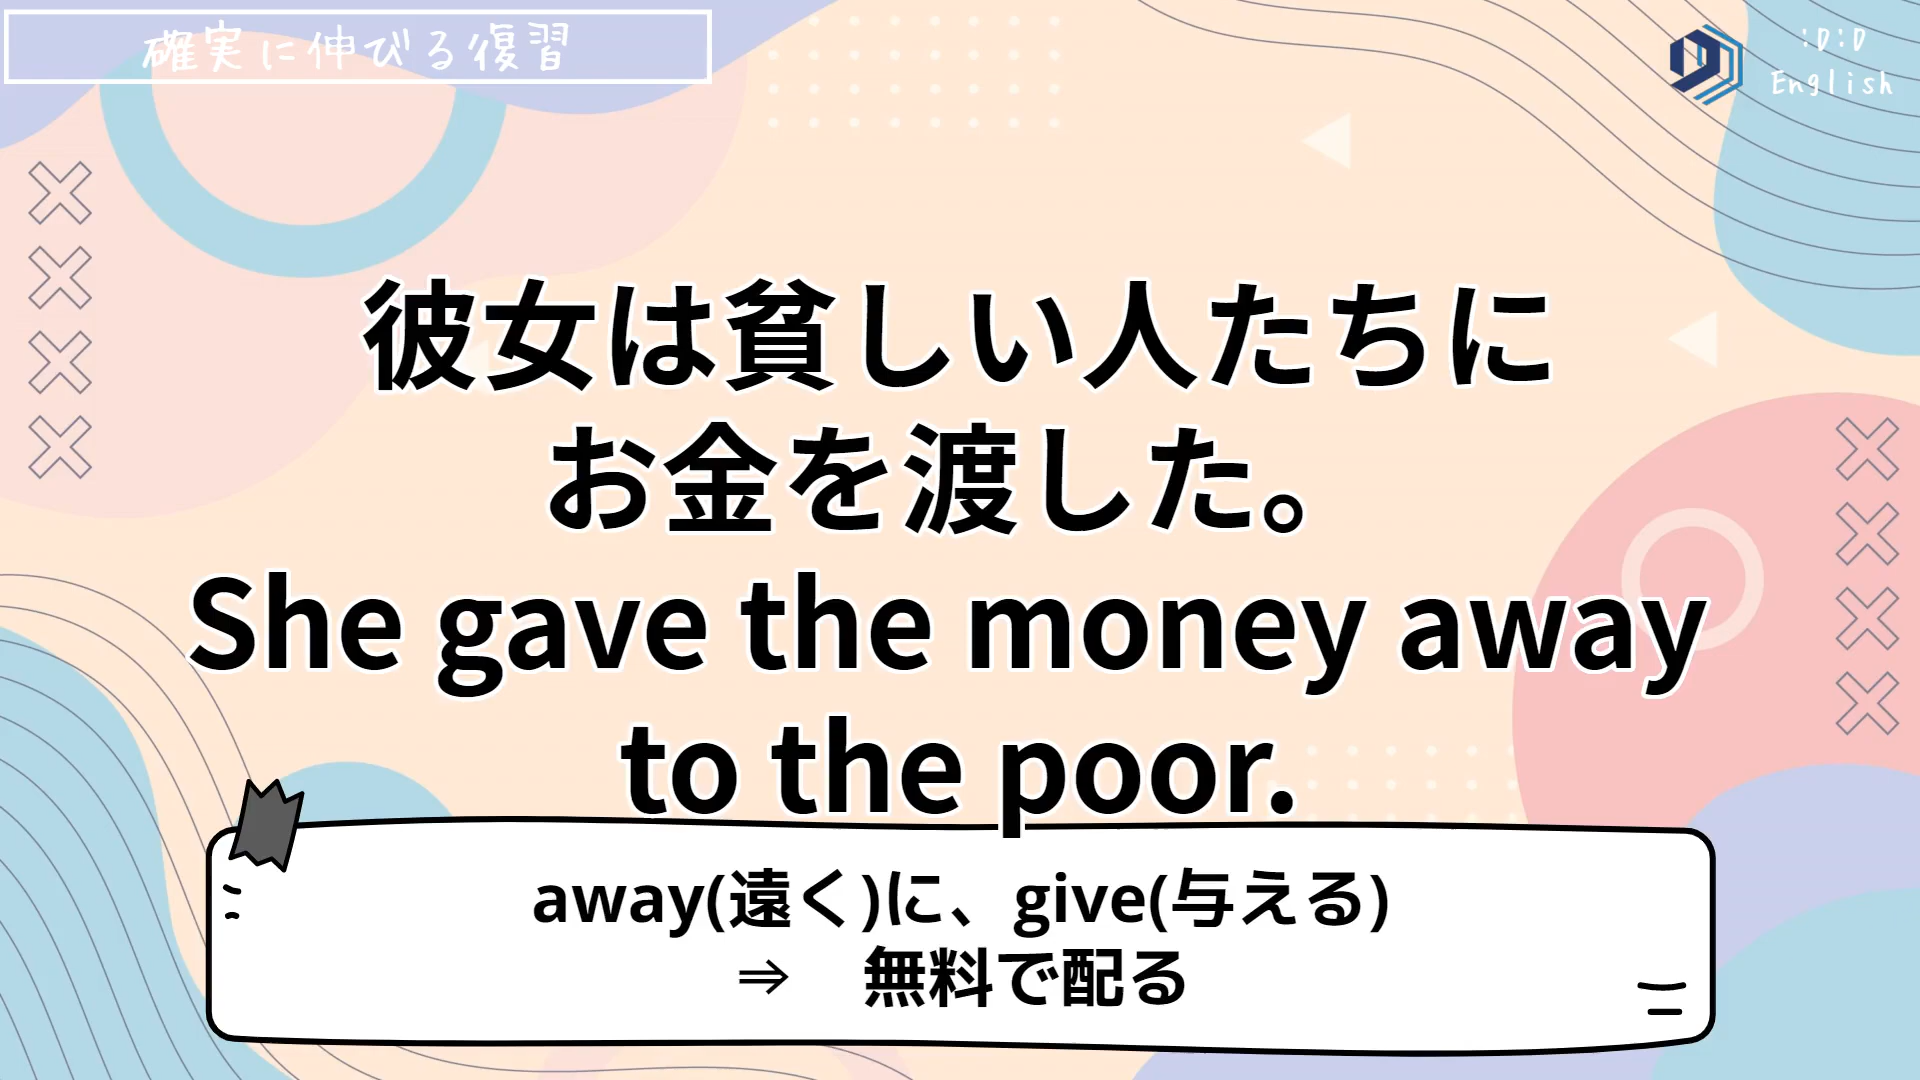 確実に伸びる復習
:D:D
English
彼女は貧しい人たちに
お金を渡した。
She gave the money away
to the poor.
away(遠く)に、give(与える)
⇒　無料で配る